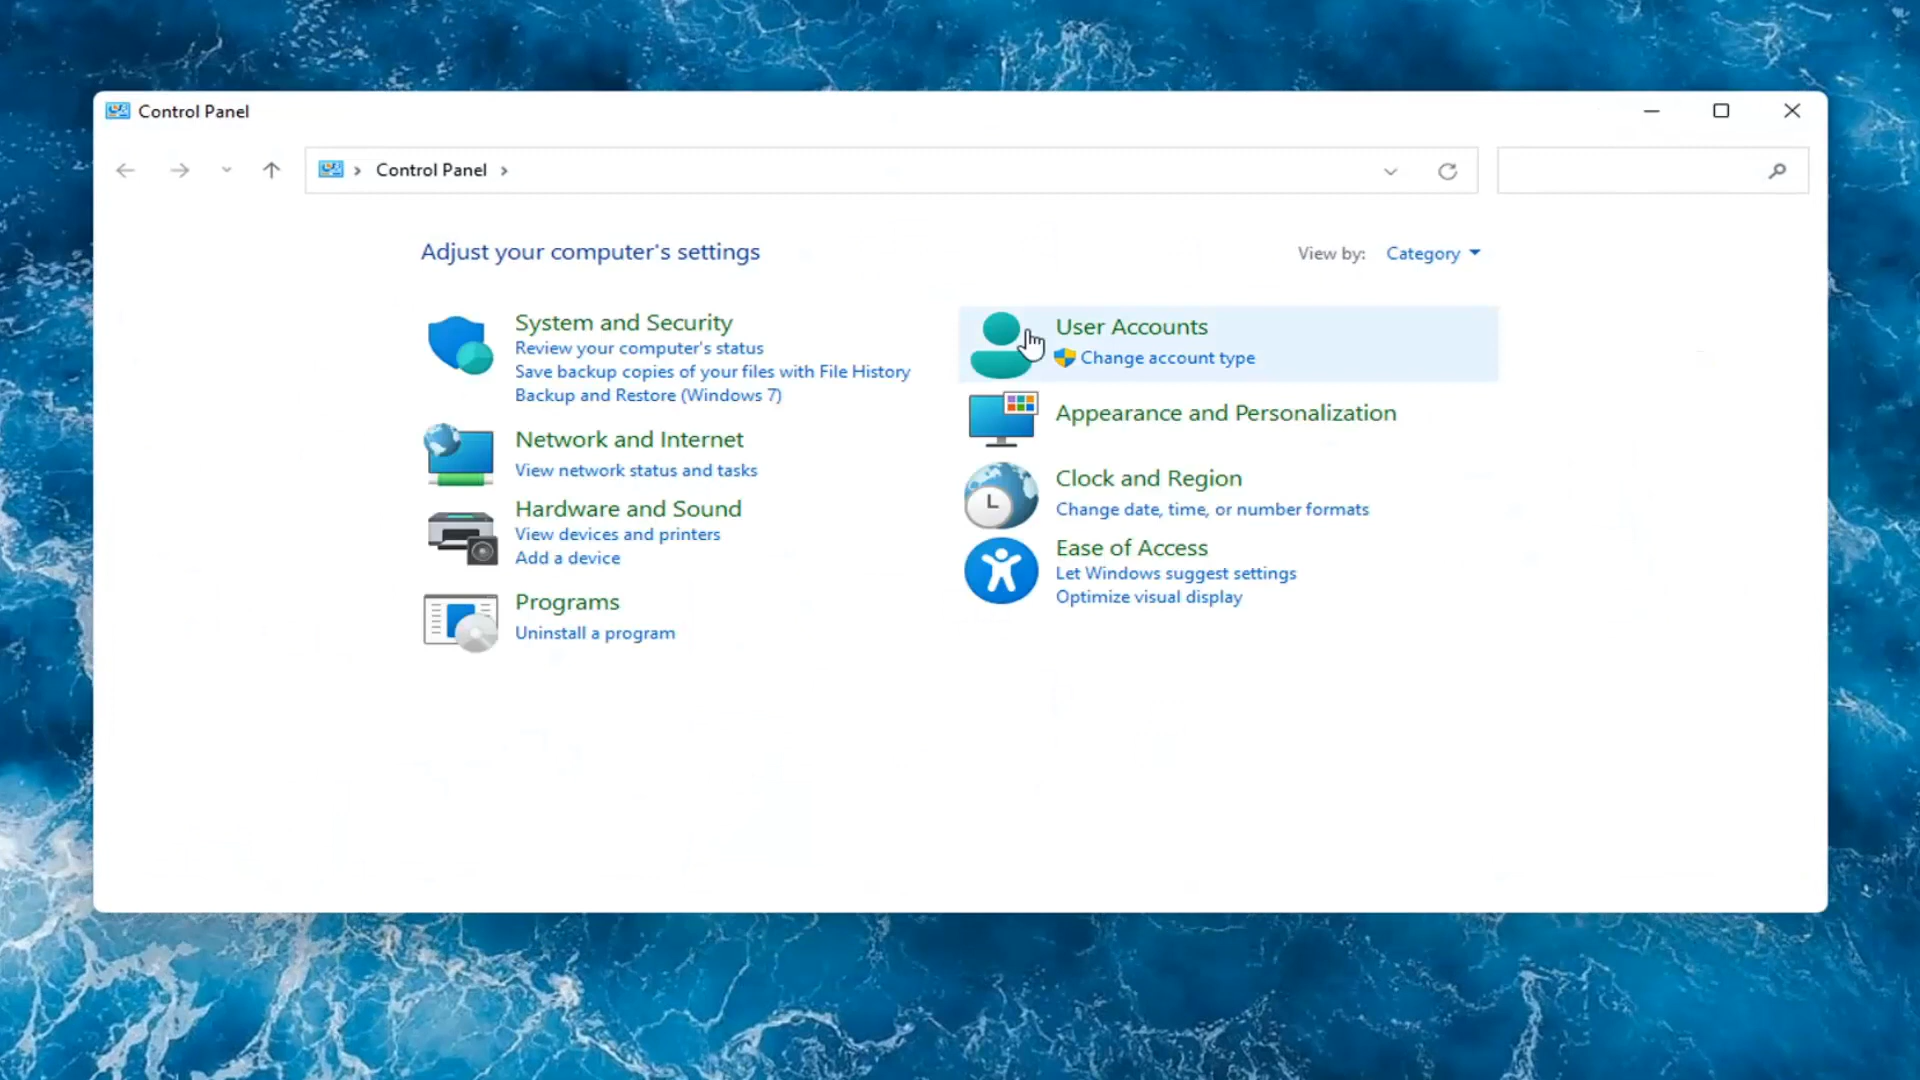 Control Panel
Control Panel
Adjust your computer's settings
View by: Category
System and Security
Review your computer's status
Save backup copies of your files with File History
Backup and Restore (Windows 7)
Network and Internet
View network status and tasks
Hardware and Sound
View devices and printers
Add a device
Programs
Uninstall a program
User Accounts
Change account type
Appearance and Personalization
Clock and Region
Change date, time, or number formats
Ease of Access
Let Windows suggest settings
Optimize visual display